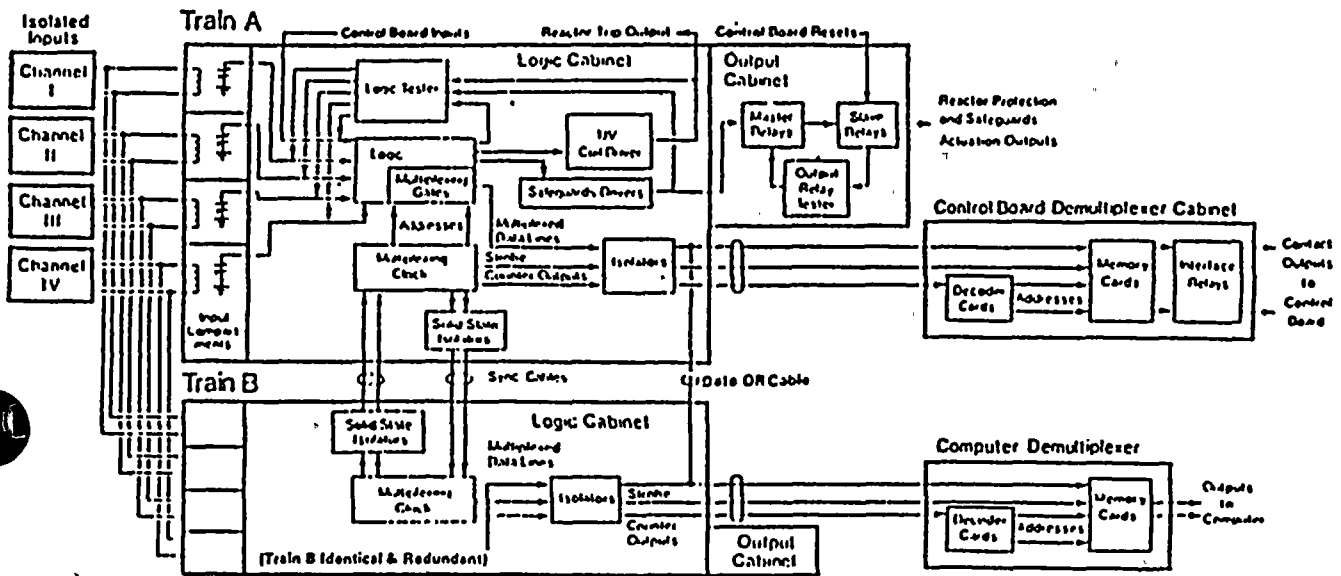 Isolated
Inputs
Train A
Control Board Inputs
Reactor Trip Output
Control Board Resets
Channel
I
Channel
II
Channel
III
Channel
IV
Logic Cabinet
Output
Cabinet
Logic Tester
Logic
Multiplexing
Gates
UV
Coil Driver
Safeguards Drivers
Master
Relays
Slave
Relays
Output
Relay
Tester
Reactor Protection
and Safeguards
Actuation Outputs
Addresses
Multiplexing
Clock
Multiplexed
Data Lines
Strobe
Counter Outputs
Isolators
Solid State
Isolators
Input
Compart
ments
Control Board Demultiplexer Cabinet
Decoder
Cards
Addresses
Memory
Cards
Interface
Relays
Contact
Outputs
to
Control
Board
Sync Cables
Data OR Cable
Train B
Logic Cabinet
Solid State
Isolators
Multiplexed
Data Lines
Multiplexing
Clock
Isolators
Strobe
Counter
Outputs
(Train B Identical & Redundant)
Output
Cabinet
Computer Demultiplexer
Decoder
Cards
Addresses
Memory
Cards
Outputs
to
Computer